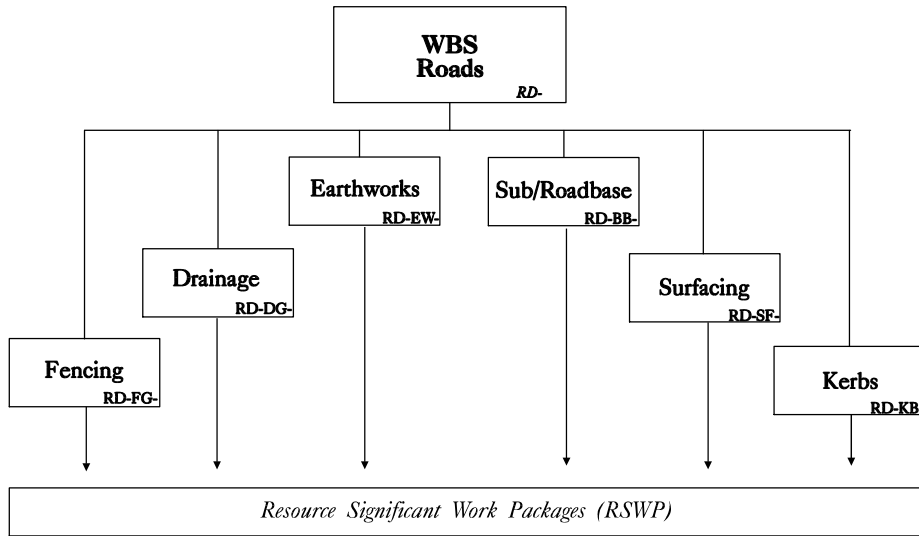 WBS
Roads
RD-
Earthworks
RD-EW-
Sub/Roadbase
RD-BB-
Drainage
RD-DG-
Surfacing
RD-SF-
Fencing
RD-FG-
Kerbs
RD-KB
Resource Significant Work Packages (RSWP)